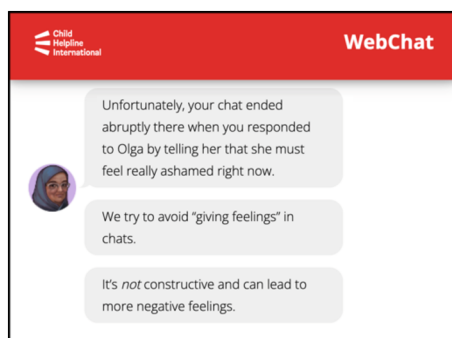 Child
Helpline
International
WebChat
Unfortunately, your chat ended
abruptly there when you responded
to Olga by telling her that she must
feel really ashamed right now.
We try to avoid “giving feelings” in
chats.
It’s not constructive and can lead to
more negative feelings.